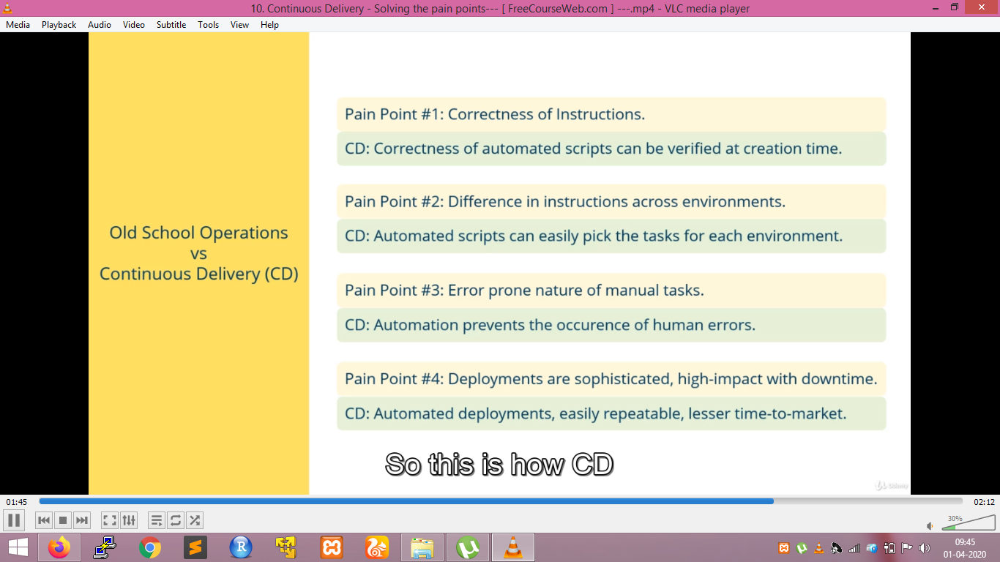 10. Continuous Delivery - Solving the pain points--- [ FreeCourseWeb.com ] ---.mp4 - VLC media player
Media Playback Audio Video Subtitle Tools View Help
Old School Operations
vs
Continuous Delivery (CD)
Pain Point #1: Correctness of Instructions.
CD: Correctness of automated scripts can be verified at creation time.
Pain Point #2: Difference in instructions across environments.
CD: Automated scripts can easily pick the tasks for each environment.
Pain Point #3: Error prone nature of manual tasks.
CD: Automation prevents the occurence of human errors.
Pain Point #4: Deployments are sophisticated, high-impact with downtime.
CD: Automated deployments, easily repeatable, lesser time-to-market.
So this is how CD
Udemy
01:45 02:12
30%
09:45
01-04-2020